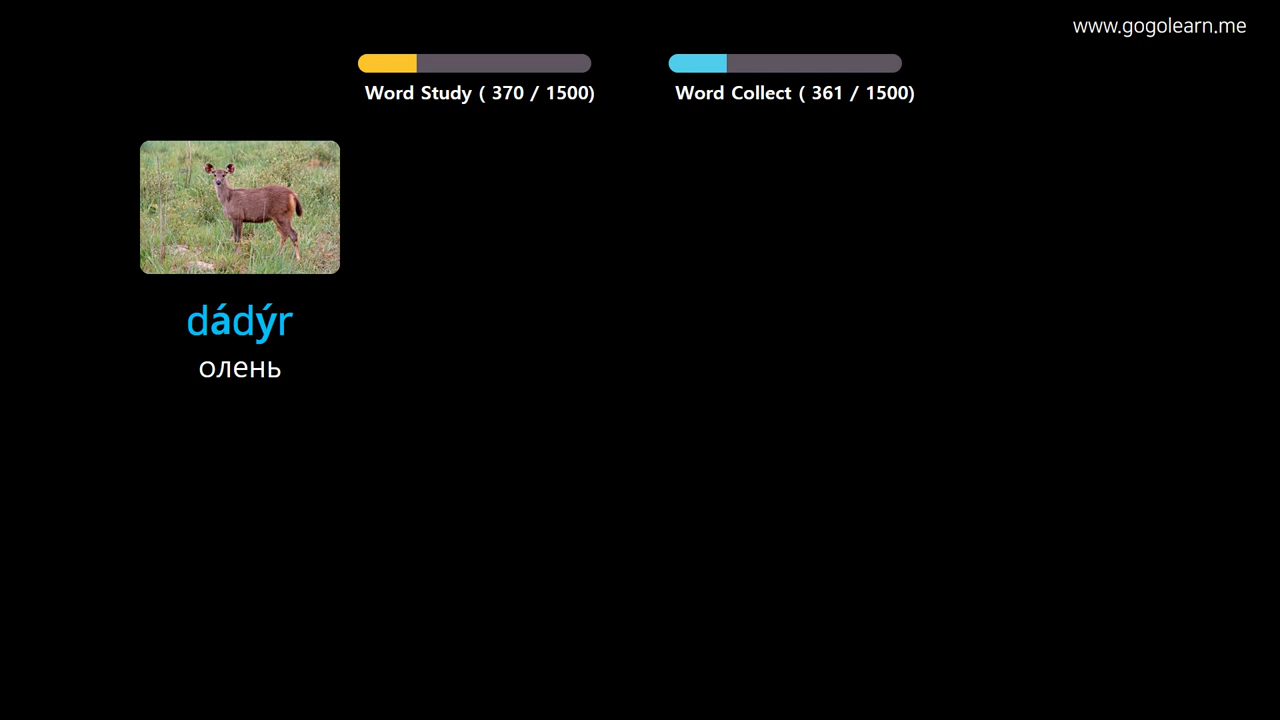 www.gogolearn.me
Word Study ( 370 / 1500)
Word Collect ( 361 / 1500)
dádýr
олень